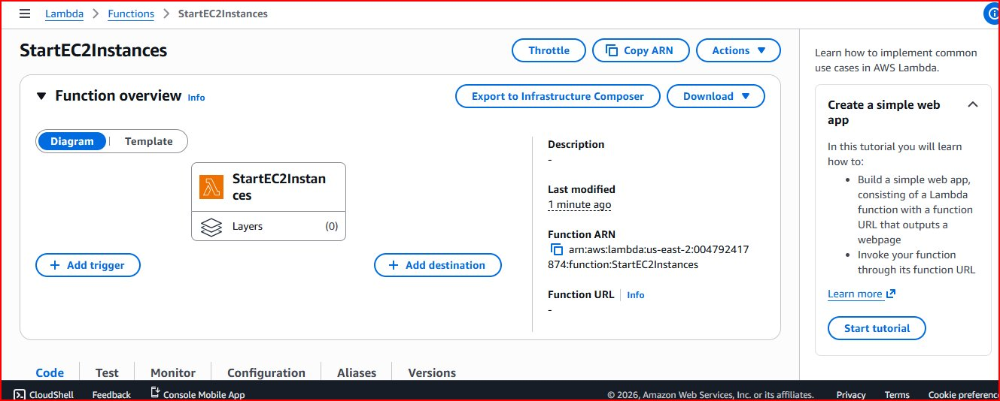 Lambda > Functions > StartEC2Instances
StartEC2Instances
Throttle
Copy ARN
Actions
Function overview Info
Export to Infrastructure Composer
Download
Diagram
Template
StartEC2Instan
ces
Layers (0)
+ Add trigger
+ Add destination
Description
-
Last modified
1 minute ago
Function ARN
arn:aws:lambda:us-east-2:004792417
874:function:StartEC2Instances
Function URL Info
-
Code Test Monitor Configuration Aliases Versions
Learn how to implement common
use cases in AWS Lambda.
Create a simple web
app
In this tutorial you will learn
how to:
• Build a simple web app,
consisting of a Lambda
function with a function
URL that outputs a
webpage
• Invoke your function
through its function URL
Learn more
Start tutorial
CloudShell Feedback Console Mobile App © 2026, Amazon Web Services, Inc. or its affiliates. Privacy Terms Cookie preferenc